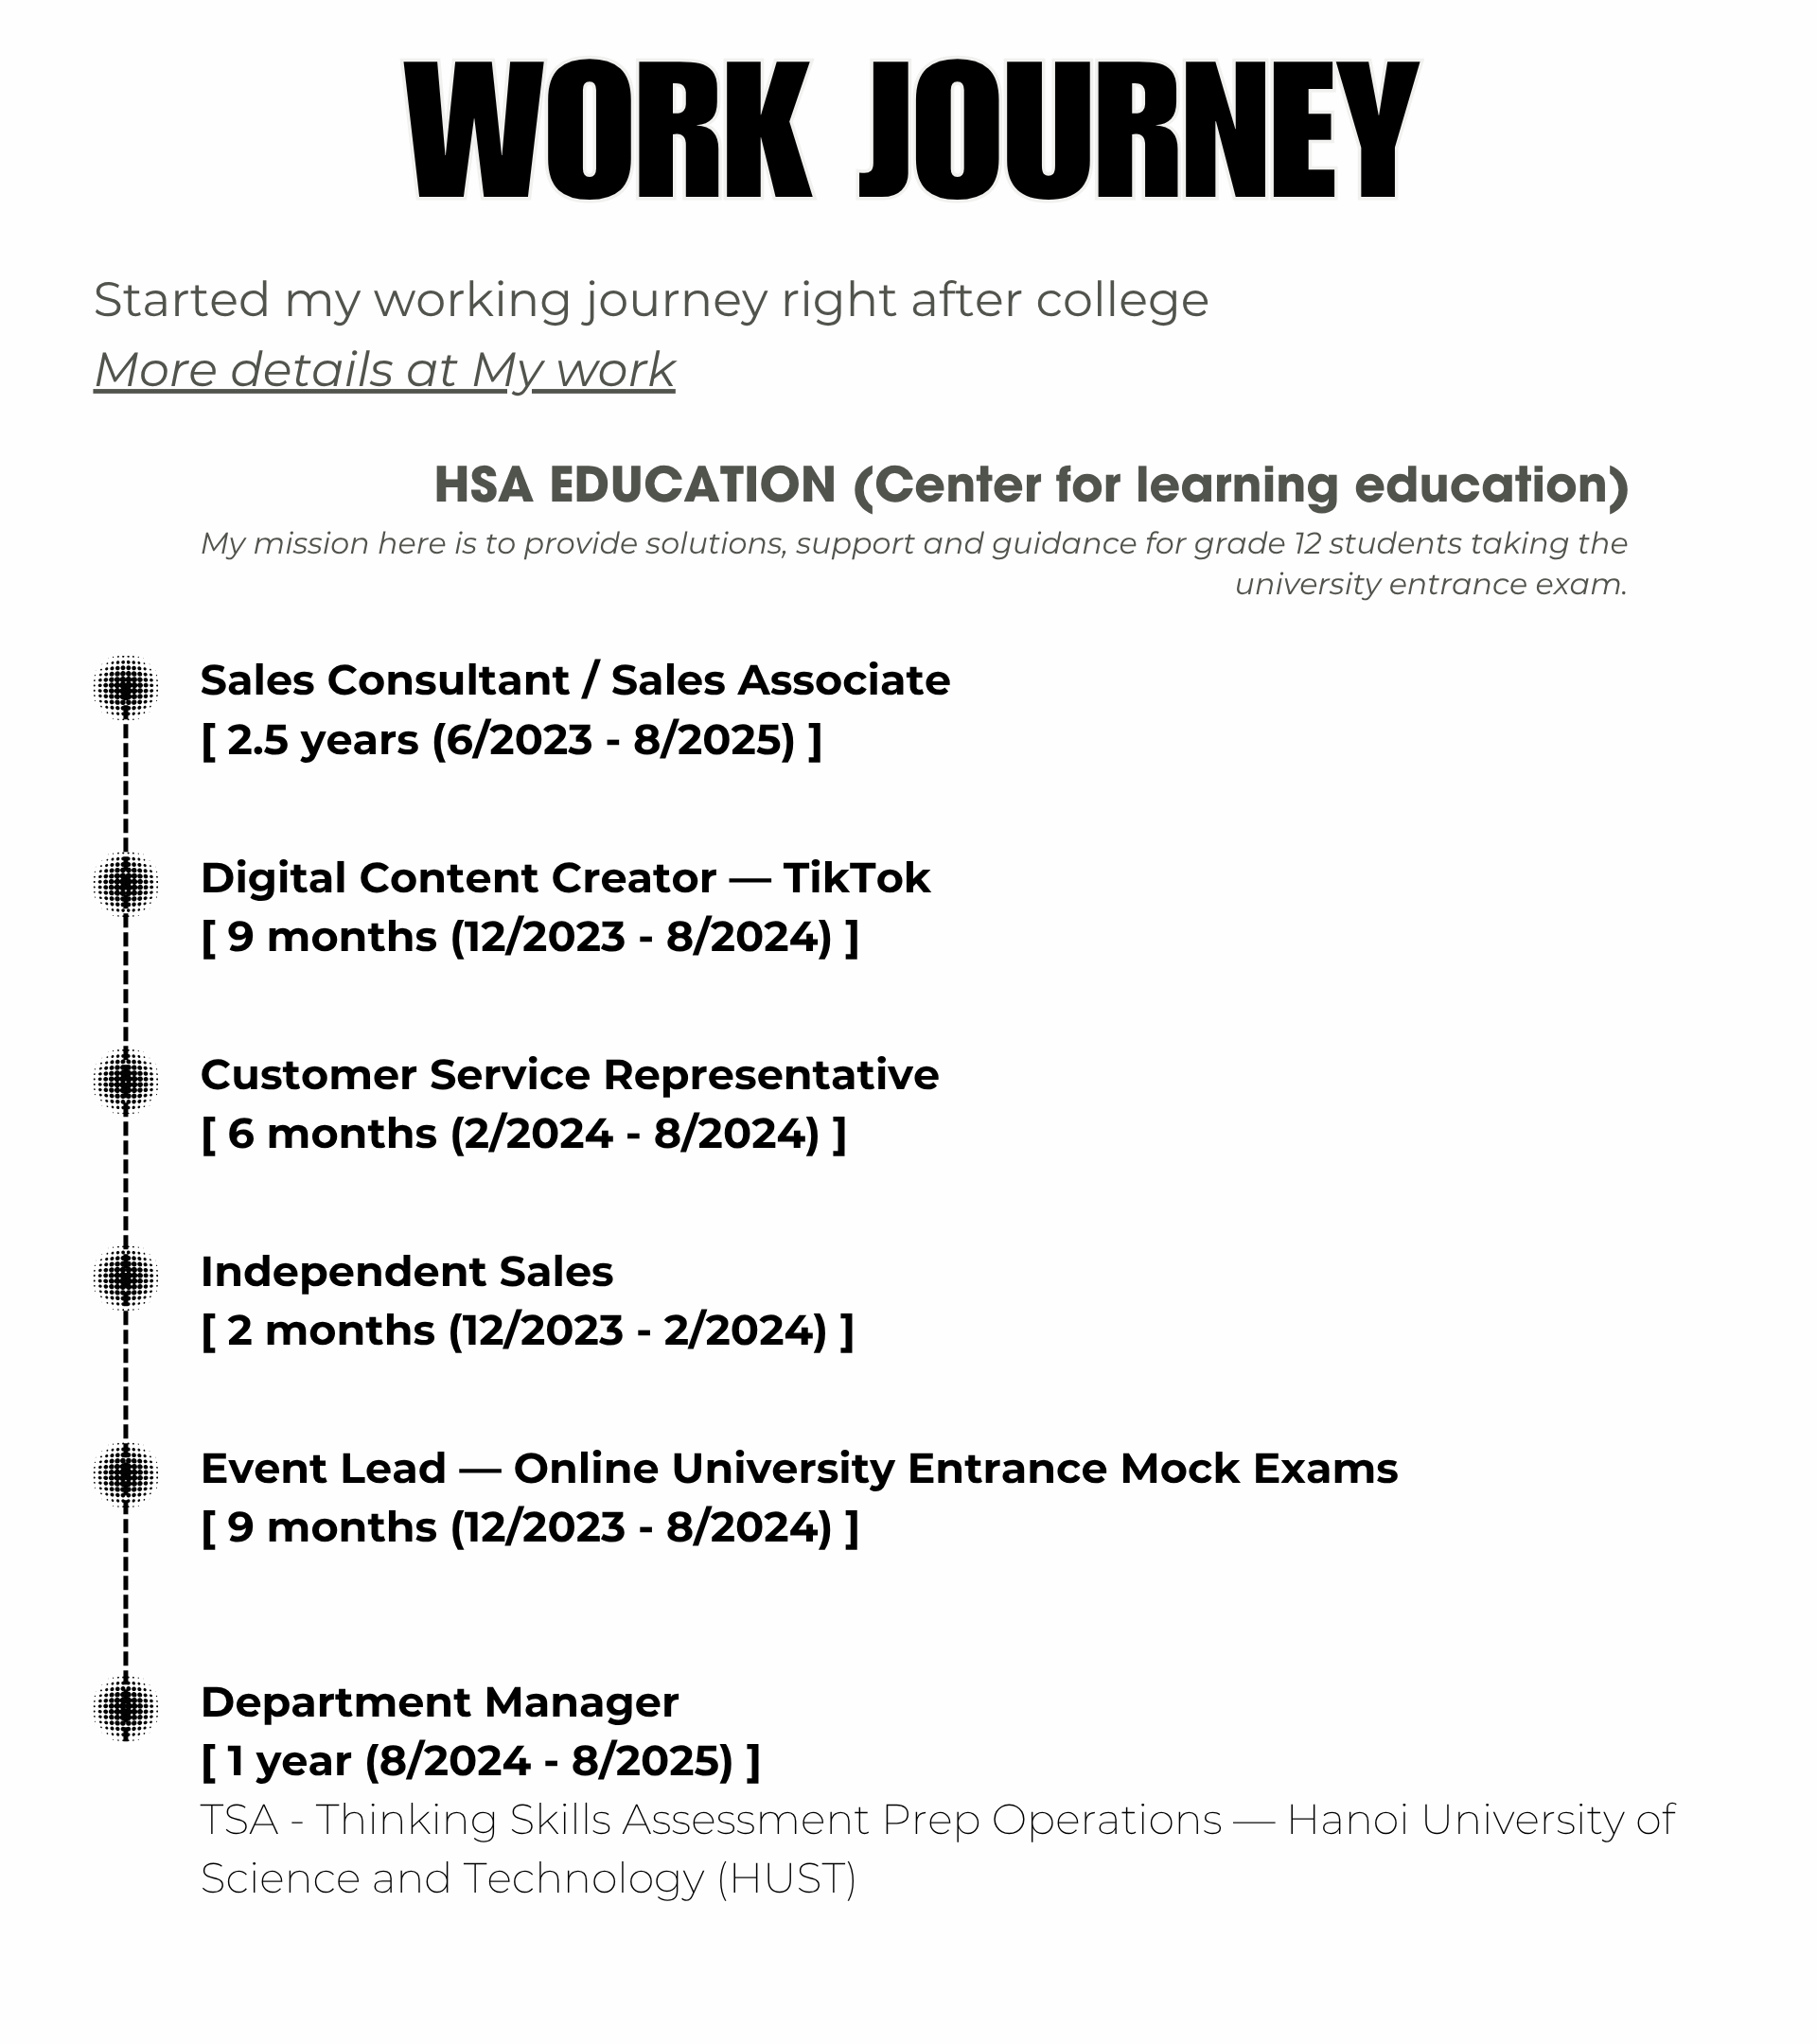 WORK JOURNEY
Started my working journey right after college
More details at My work
HSA EDUCATION (Center for learning education)
My mission here is to provide solutions, support and guidance for grade 12 students taking the
university entrance exam.
Sales Consultant / Sales Associate
[ 2.5 years (6/2023 - 8/2025) ]
Digital Content Creator — TikTok
[ 9 months (12/2023 - 8/2024) ]
Customer Service Representative
[ 6 months (2/2024 - 8/2024) ]
Independent Sales
[ 2 months (12/2023 - 2/2024) ]
Event Lead — Online University Entrance Mock Exams
[ 9 months (12/2023 - 8/2024) ]
Department Manager
[ 1 year (8/2024 - 8/2025) ]
TSA - Thinking Skills Assessment Prep Operations — Hanoi University of
Science and Technology (HUST)